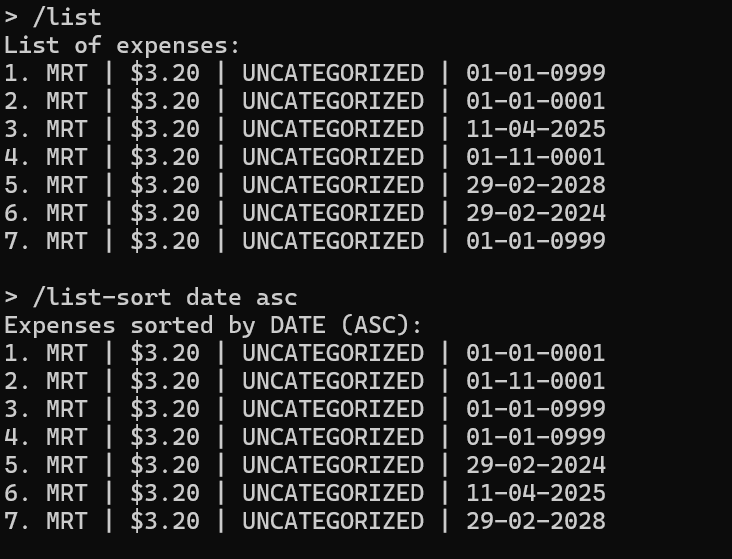 > /list
List of expenses:
1. MRT | $3.20 | UNCATEGORIZED | 01-01-0999
2. MRT | $3.20 | UNCATEGORIZED | 01-01-0001
3. MRT | $3.20 | UNCATEGORIZED | 11-04-2025
4. MRT | $3.20 | UNCATEGORIZED | 01-11-0001
5. MRT | $3.20 | UNCATEGORIZED | 29-02-2028
6. MRT | $3.20 | UNCATEGORIZED | 29-02-2024
7. MRT | $3.20 | UNCATEGORIZED | 01-01-0999
> /list-sort date asc
Expenses sorted by DATE (ASC):
1. MRT | $3.20 | UNCATEGORIZED | 01-01-0001
2. MRT | $3.20 | UNCATEGORIZED | 01-11-0001
3. MRT | $3.20 | UNCATEGORIZED | 01-01-0999
4. MRT | $3.20 | UNCATEGORIZED | 01-01-0999
5. MRT | $3.20 | UNCATEGORIZED | 29-02-2024
6. MRT | $3.20 | UNCATEGORIZED | 11-04-2025
7. MRT | $3.20 | UNCATEGORIZED | 29-02-2028